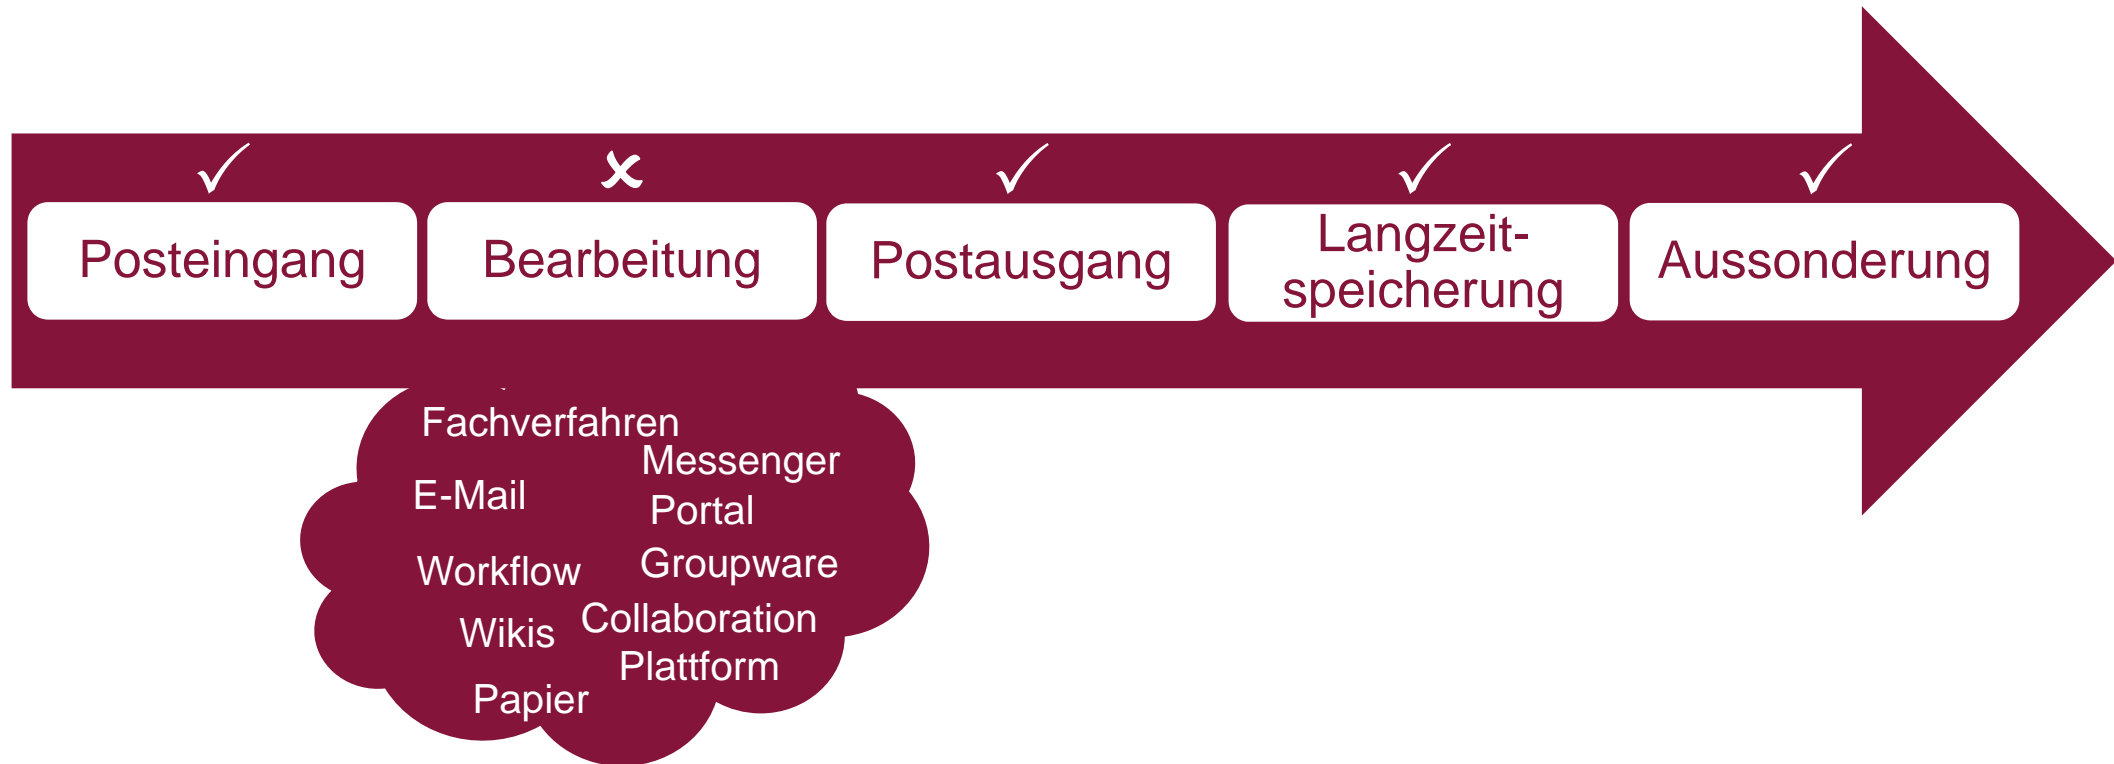 ✓
✗
✓
✓
✓
Posteingang
Bearbeitung
Postausgang
Langzeit-
speicherung
Aussonderung
Fachverfahren
Messenger
E-Mail
Portal
Workflow
Groupware
Wikis
Collaboration
Plattform
Papier